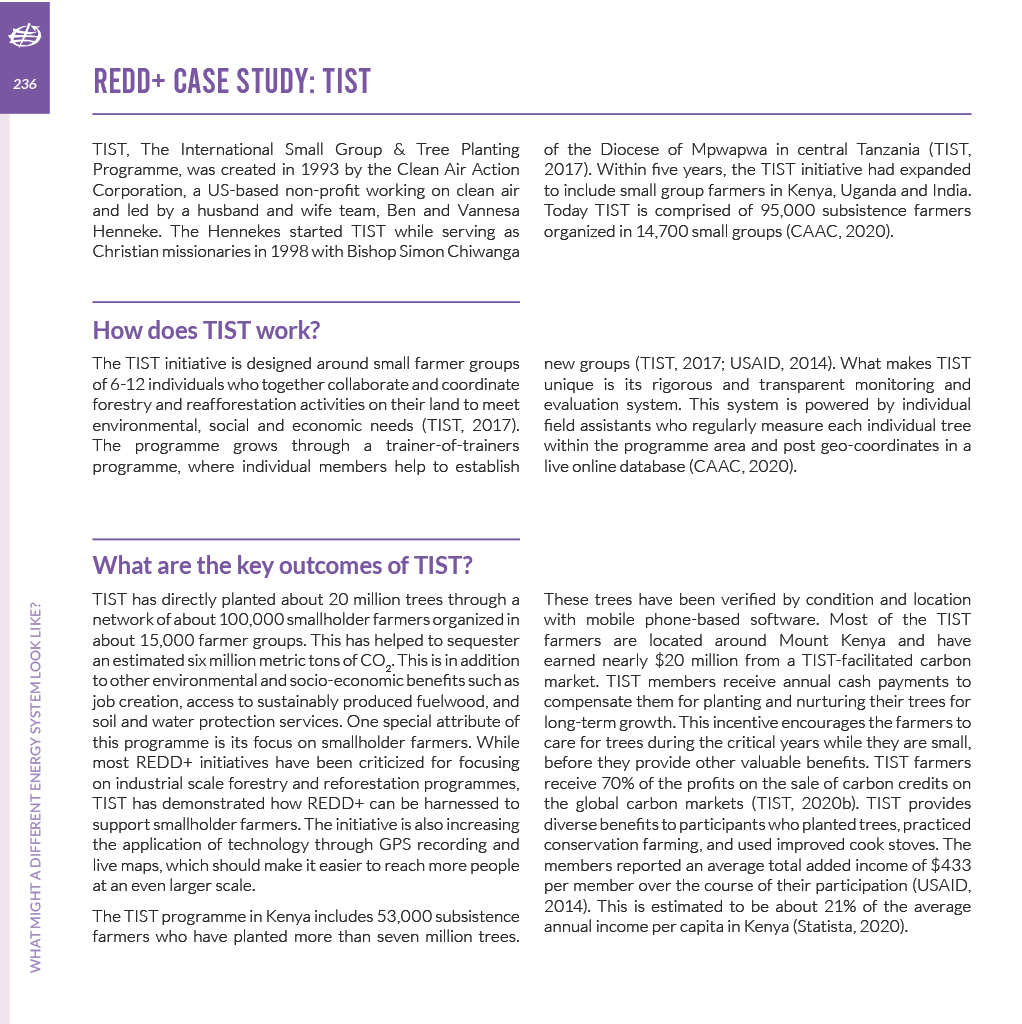 236
REDD+ CASE STUDY: TIST
TIST, The International Small Group & Tree Planting
Programme, was created in 1993 by the Clean Air Action
Corporation, a US-based non-profit working on clean air
and led by a husband and wife team, Ben and Vannesa
Henneke. The Hennekes started TIST while serving as
Christian missionaries in 1998 with Bishop Simon Chiwanga
of the Diocese of Mpwapwa in central Tanzania (TIST,
2017). Within five years, the TIST initiative had expanded
to include small group farmers in Kenya, Uganda and India.
Today TIST is comprised of 95,000 subsistence farmers
organized in 14,700 small groups (CAAC, 2020).
How does TIST work?
The TIST initiative is designed around small farmer groups
of 6-12 individuals who together collaborate and coordinate
forestry and reafforestation activities on their land to meet
environmental, social and economic needs (TIST, 2017).
The programme grows through a trainer-of-trainers
programme, where individual members help to establish
new groups (TIST, 2017; USAID, 2014). What makes TIST
unique is its rigorous and transparent monitoring and
evaluation system. This system is powered by individual
field assistants who regularly measure each individual tree
within the programme area and post geo-coordinates in a
live online database (CAAC, 2020).
What are the key outcomes of TIST?
TIST has directly planted about 20 million trees through a
network of about 100,000 smallholder farmers organized in
about 15,000 farmer groups. This has helped to sequester
an estimated six million metric tons of CO₂. This is in addition
to other environmental and socio-economic benefits such as
job creation, access to sustainably produced fuelwood, and
soil and water protection services. One special attribute of
this programme is its focus on smallholder farmers. While
most REDD+ initiatives have been criticized for focusing
on industrial scale forestry and reforestation programmes,
TIST has demonstrated how REDD+ can be harnessed to
support smallholder farmers. The initiative is also increasing
the application of technology through GPS recording and
live maps, which should make it easier to reach more people
at an even larger scale.
The TIST programme in Kenya includes 53,000 subsistence
farmers who have planted more than seven million trees.
These trees have been verified by condition and location
with mobile phone-based software. Most of the TIST
farmers are located around Mount Kenya and have
earned nearly $20 million from a TIST-facilitated carbon
market. TIST members receive annual cash payments to
compensate them for planting and nurturing their trees for
long-term growth. This incentive encourages the farmers to
care for trees during the critical years while they are small,
before they provide other valuable benefits. TIST farmers
receive 70% of the profits on the sale of carbon credits on
the global carbon markets (TIST, 2020b). TIST provides
diverse benefits to participants who planted trees, practiced
conservation farming, and used improved cook stoves. The
members reported an average total added income of $433
per member over the course of their participation (USAID,
2014). This is estimated to be about 21% of the average
annual income per capita in Kenya (Statista, 2020).
WHAT MIGHT A DIFFERENT ENERGY SYSTEM LOOK LIKE?